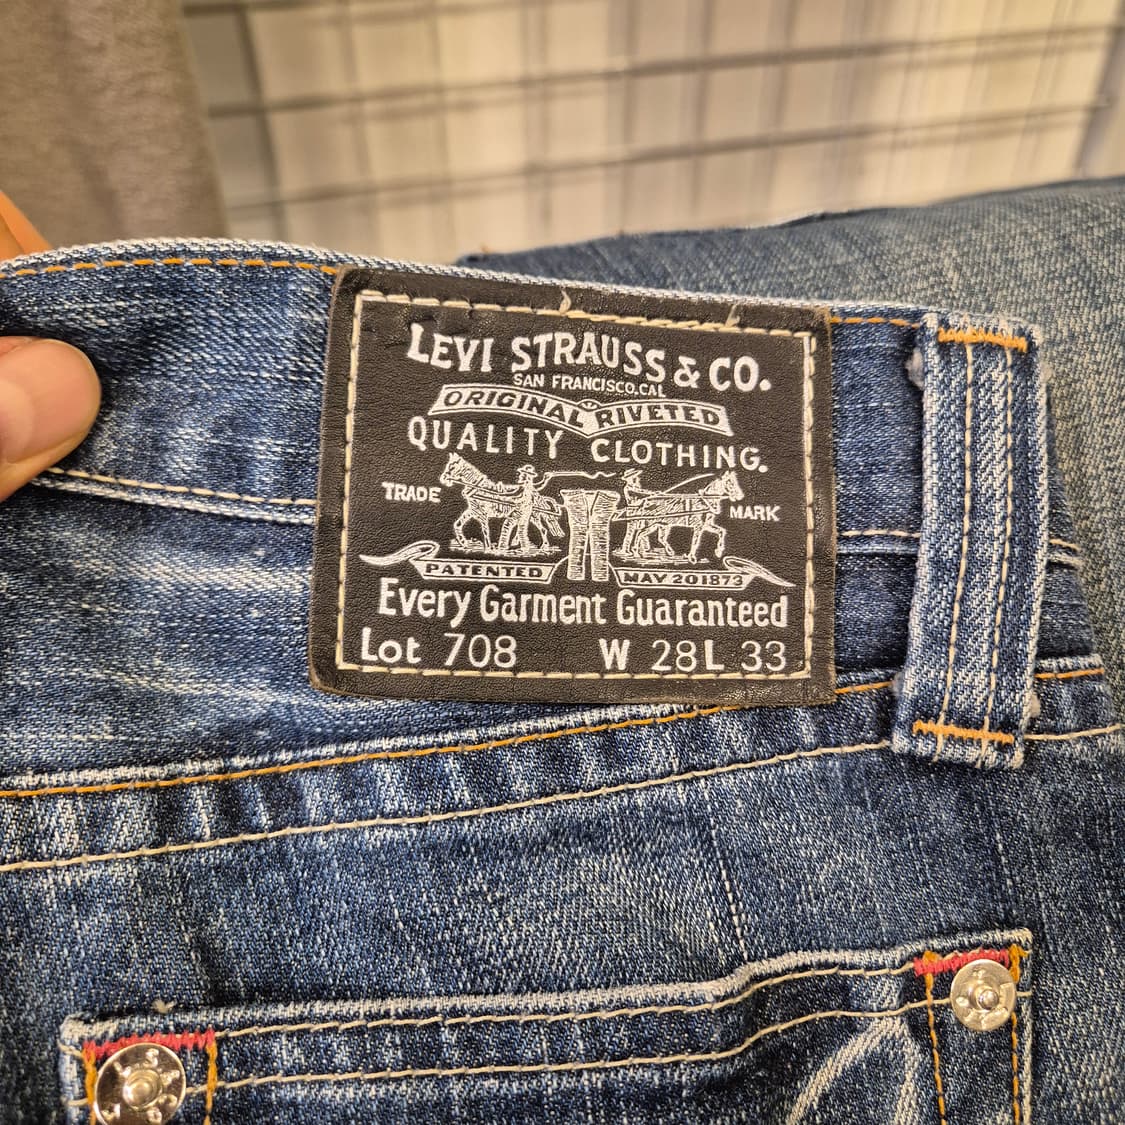 LEVI STRAUSS & CO.
SAN FRANCISCO.CAL
ORIGINAL RIVETED
QUALITY CLOTHING.
TRADE MARK
PATENTED MAY 20 1873
Every Garment Guaranteed
Lot 708 W 28 L 33